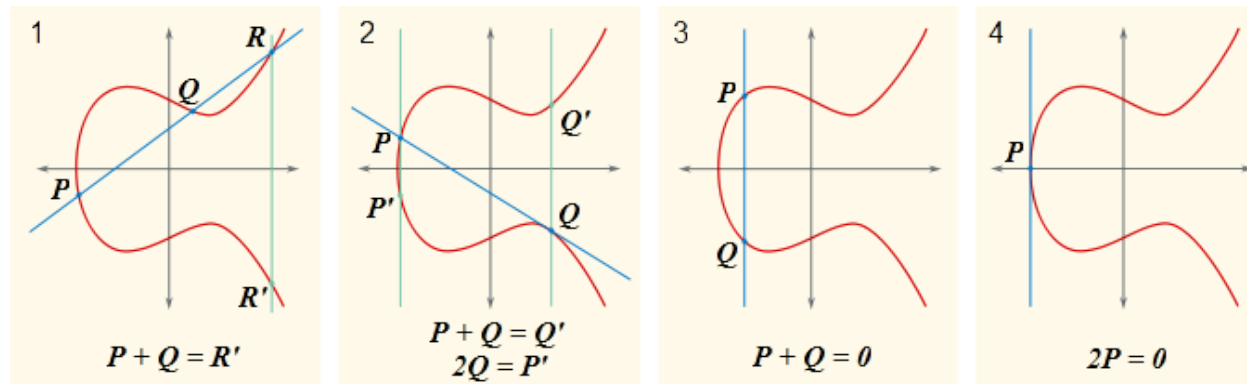 1
R
Q
P
R'
P + Q = R'
2
Q'
P
P'
Q
P + Q = Q'
2Q = P'
3
P
Q
P + Q = 0
4
P
2P = 0